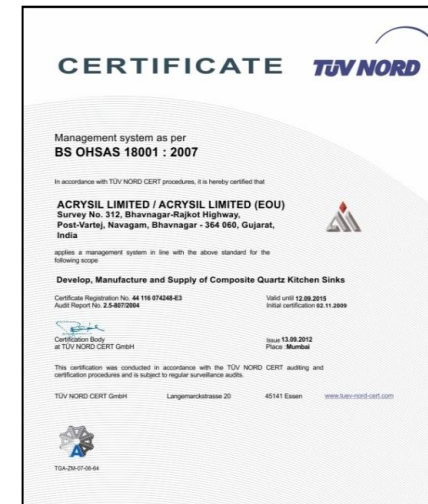 CERTIFICATE
TÜV NORD
Management system as per
BS OHSAS 18001 : 2007
In accordance with TÜV NORD CERT procedures, it is hereby certified that
ACRYSIL LIMITED / ACRYSIL LIMITED (EOU)
Survey No. 312, Bhavnagar-Rajkot Highway,
Post-Vartej, Navagam, Bhavnagar - 364 060, Gujarat,
India
applies a management system in line with the above standard for the
following scope
Develop, Manufacture and Supply of Composite Quartz Kitchen Sinks
Certificate Registration No. 44 116 074248-E3
Audit Report No. 2.5-807/2004
Valid until 12.09.2015
Initial certification 02.11.2009
Certification Body
at TÜV NORD CERT GmbH
Issue 13.09.2012
Place :Mumbai
This certification was conducted in accordance with the TÜV NORD CERT auditing and
certification procedures and is subject to regular surveillance audits.
TÜV NORD CERT GmbH Langemarckstrasse 20 45141 Essen www.tuev-nord-cert.com
TGA-ZM-07-06-64